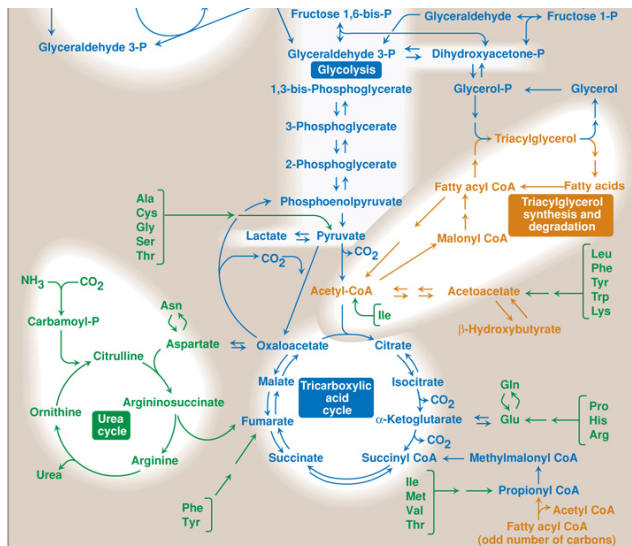 Fructose 1,6-bis-P
Glyceraldehyde
Fructose 1-P
Glyceraldehyde 3-P
Glyceraldehyde 3-P
Dihydroxyacetone-P
Glycolysis
1,3-bis-Phosphoglycerate
Glycerol-P
Glycerol
3-Phosphoglycerate
Triacylglycerol
2-Phosphoglycerate
Fatty acyl CoA
Fatty acids
Ala
Cys
Gly
Ser
Thr
Phosphoenolpyruvate
Triacylglycerol
synthesis and
degradation
Lactate
Pyruvate
Malonyl CoA
CO2
CO2
Leu
Phe
Tyr
Trp
Lys
NH3
CO2
Acetyl-CoA
Acetoacetate
Asn
Ile
Carbamoyl-P
β-Hydroxybutyrate
Aspartate
Oxaloacetate
Citrate
Citrulline
Malate
Tricarboxylic
acid
cycle
Isocitrate
Gln
CO2
Ornithine
Urea
cycle
Argininosuccinate
Fumarate
α-Ketoglutarate
Glu
Pro
His
Arg
CO2
Urea
Arginine
Succinate
Succinyl CoA
Methylmalonyl CoA
Phe
Tyr
Ile
Met
Val
Thr
Propionyl CoA
Acetyl CoA
Fatty acyl CoA
(odd number of carbons)